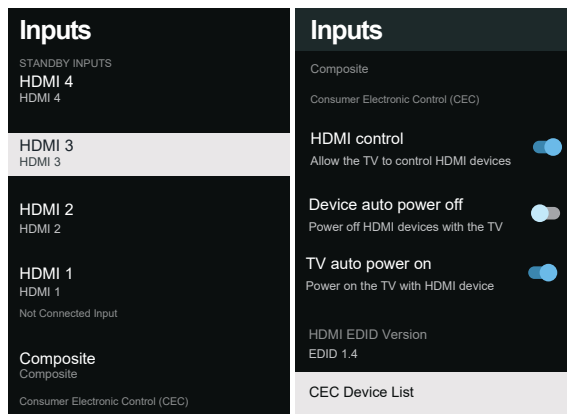 Inputs
STANDBY INPUTS
HDMI 4
HDMI 4
HDMI 3
HDMI 3
HDMI 2
HDMI 2
HDMI 1
HDMI 1
Not Connected Input
Composite
Composite
Consumer Electronic Control (CEC)
Inputs
Composite
Consumer Electronic Control (CEC)
HDMI control
Allow the TV to control HDMI devices
Device auto power off
Power off HDMI devices with the TV
TV auto power on
Power on the TV with HDMI device
HDMI EDID Version
EDID 1.4
CEC Device List